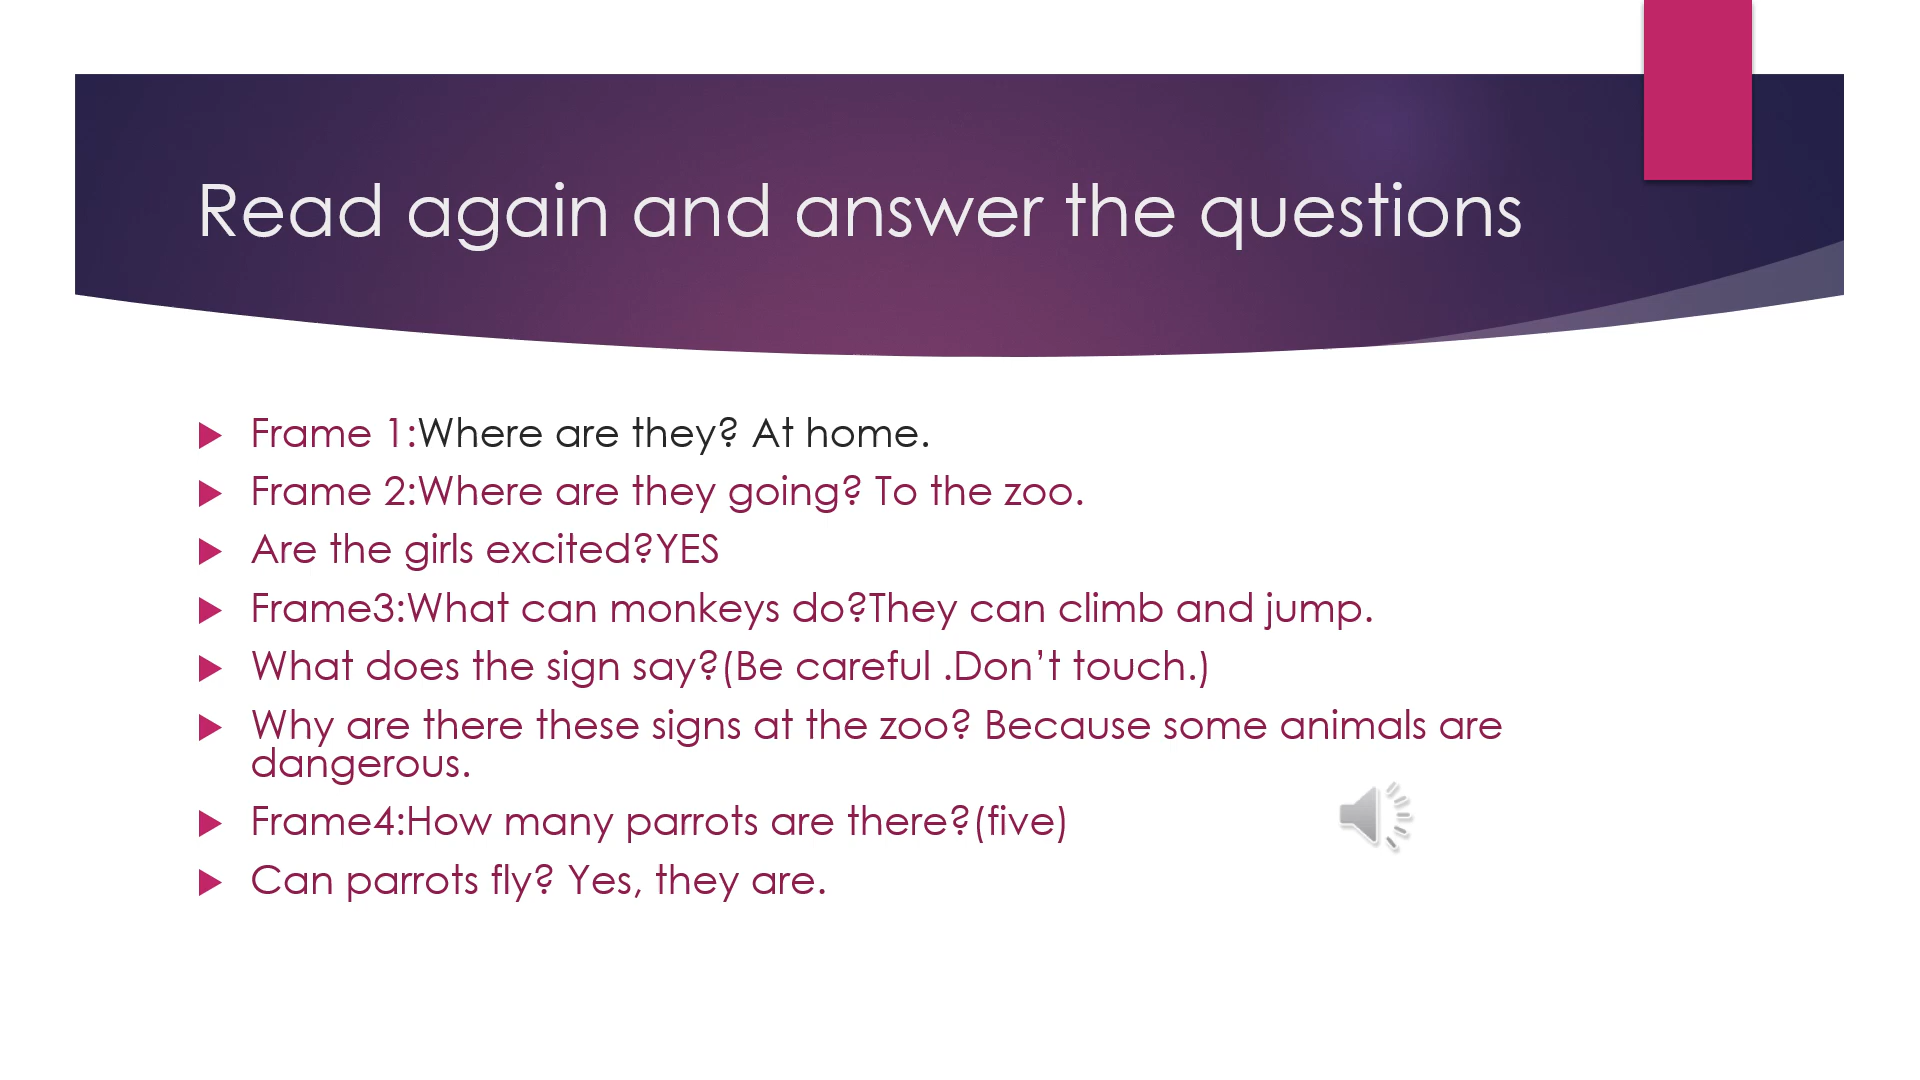 Read again and answer the questions
Frame 1:Where are they? At home.
Frame 2:Where are they going? To the zoo.
Are the girls excited?YES
Frame3:What can monkeys do?They can climb and jump.
What does the sign say?(Be careful .Don’t touch.)
Why are there these signs at the zoo? Because some animals are
dangerous.
Frame4:How many parrots are there?(five)
Can parrots fly? Yes, they are.